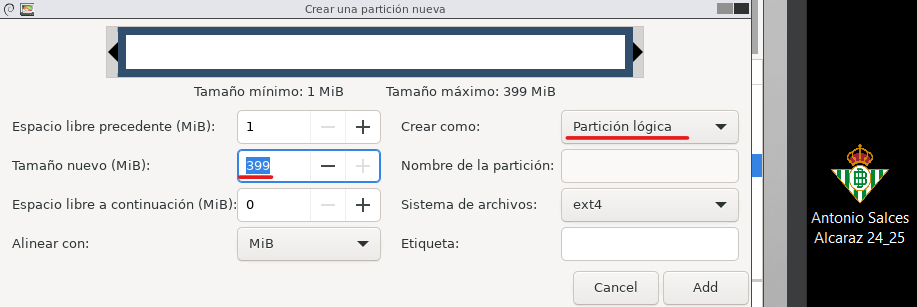 Crear una partición nueva
Tamaño mínimo: 1 MiB Tamaño máximo: 399 MiB
Espacio libre precedente (MiB): 1 Crear como: Partición lógica
Tamaño nuevo (MiB): 399 Nombre de la partición:
Espacio libre a continuación (MiB): 0 Sistema de archivos: ext4
Alinear con: MiB Etiqueta:
Cancel Add
Antonio Salces
Alcaraz 24_25